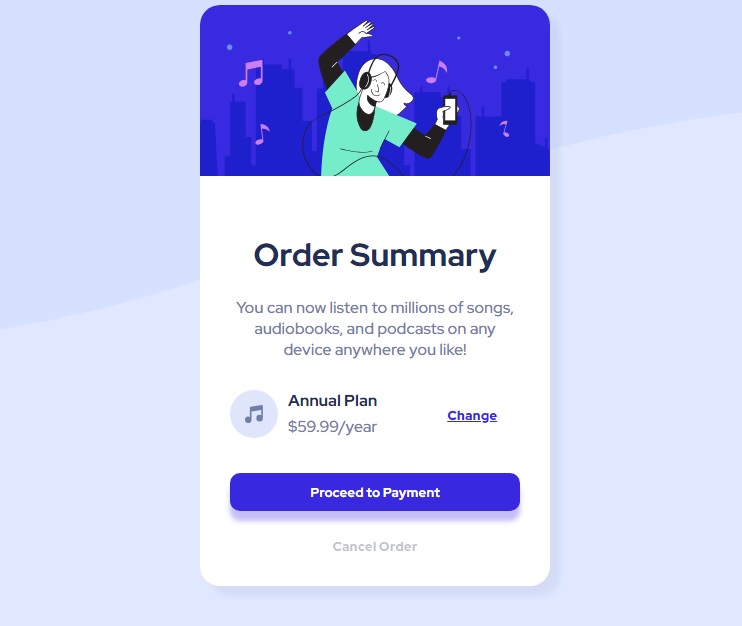 Order Summary
You can now listen to millions of songs,
audiobooks, and podcasts on any
device anywhere you like!
Annual Plan
$59.99/year
Change
Proceed to Payment
Cancel Order